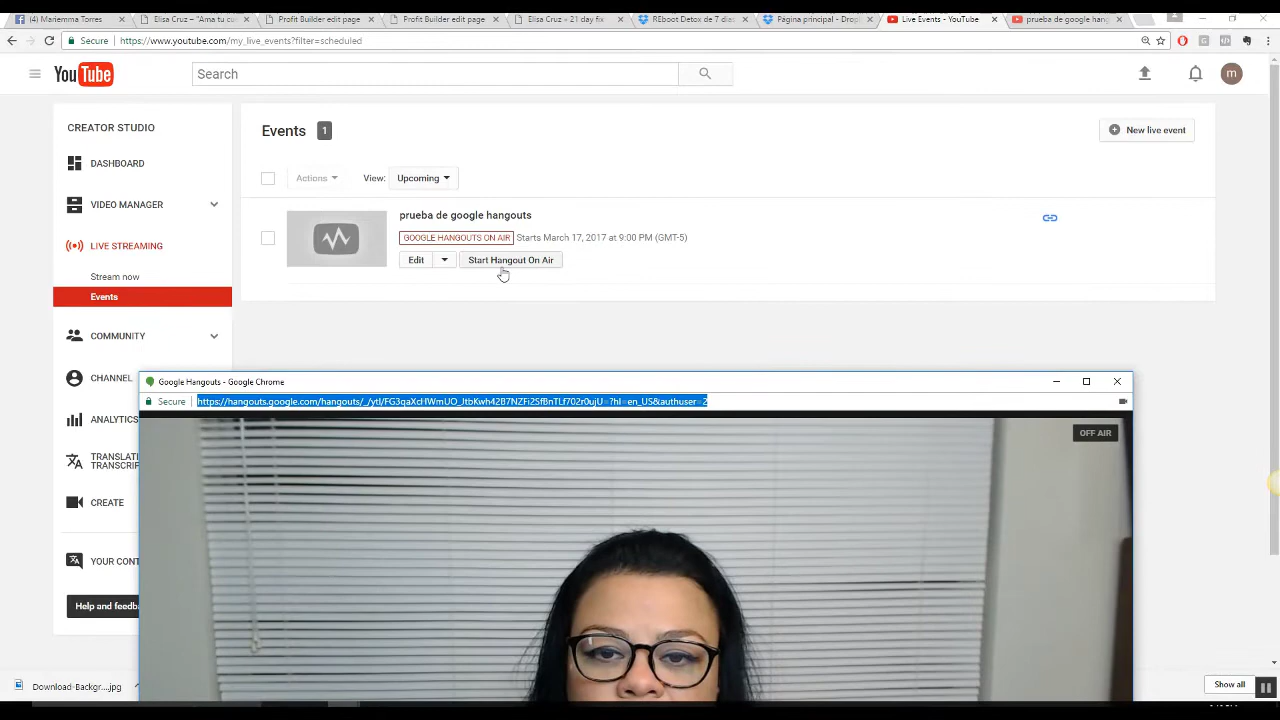 (4) Mariemma Torres
Elisa Cruz – "Ama tu cu
Profit Builder edit page
Profit Builder edit page
Elisa Cruz – 21 day fix
REboot Detox de 7 dias
Página principal - Dropb
Live Events - YouTube
prueba de google hang
Secure
https://www.youtube.com/my_live_events?filter=scheduled
YouTube
Search
m
CREATOR STUDIO
DASHBOARD
VIDEO MANAGER
LIVE STREAMING
Stream now
Events
COMMUNITY
CHANNEL
ANALYTICS
TRANSLATI
TRANSCRIP
CREATE
YOUR CONT
Help and feedba
Events 1
New live event
Actions
View:
Upcoming
prueba de google hangouts
GOOGLE HANGOUTS ON AIR Starts March 17, 2017 at 9:00 PM (GMT-5)
Edit
Start Hangout On Air
Google Hangouts - Google Chrome
Secure
OFF AIR
Download-Backgr....jpg
Show all